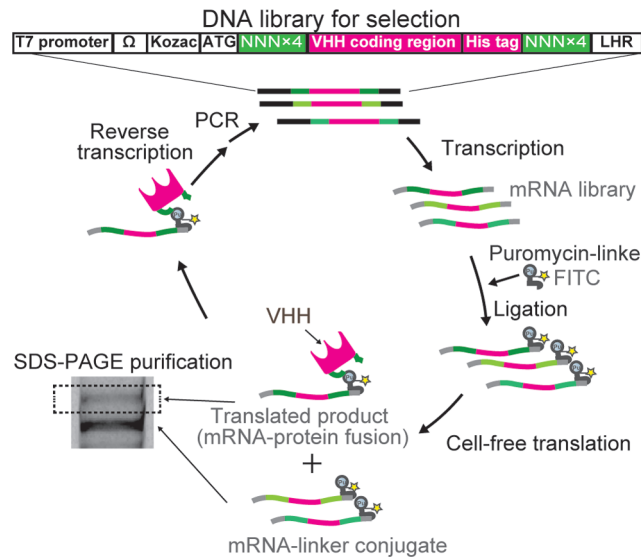 DNA library for selection
T7 promoter Ω Kozac ATG NNN×4 VHH coding region His tag NNN×4 LHR
PCR
Reverse
transcription
Transcription
mRNA library
Puromycin-linke
FITC
Ligation
VHH
SDS-PAGE purification
Translated product
(mRNA-protein fusion)
Cell-free translation
+
mRNA-linker conjugate